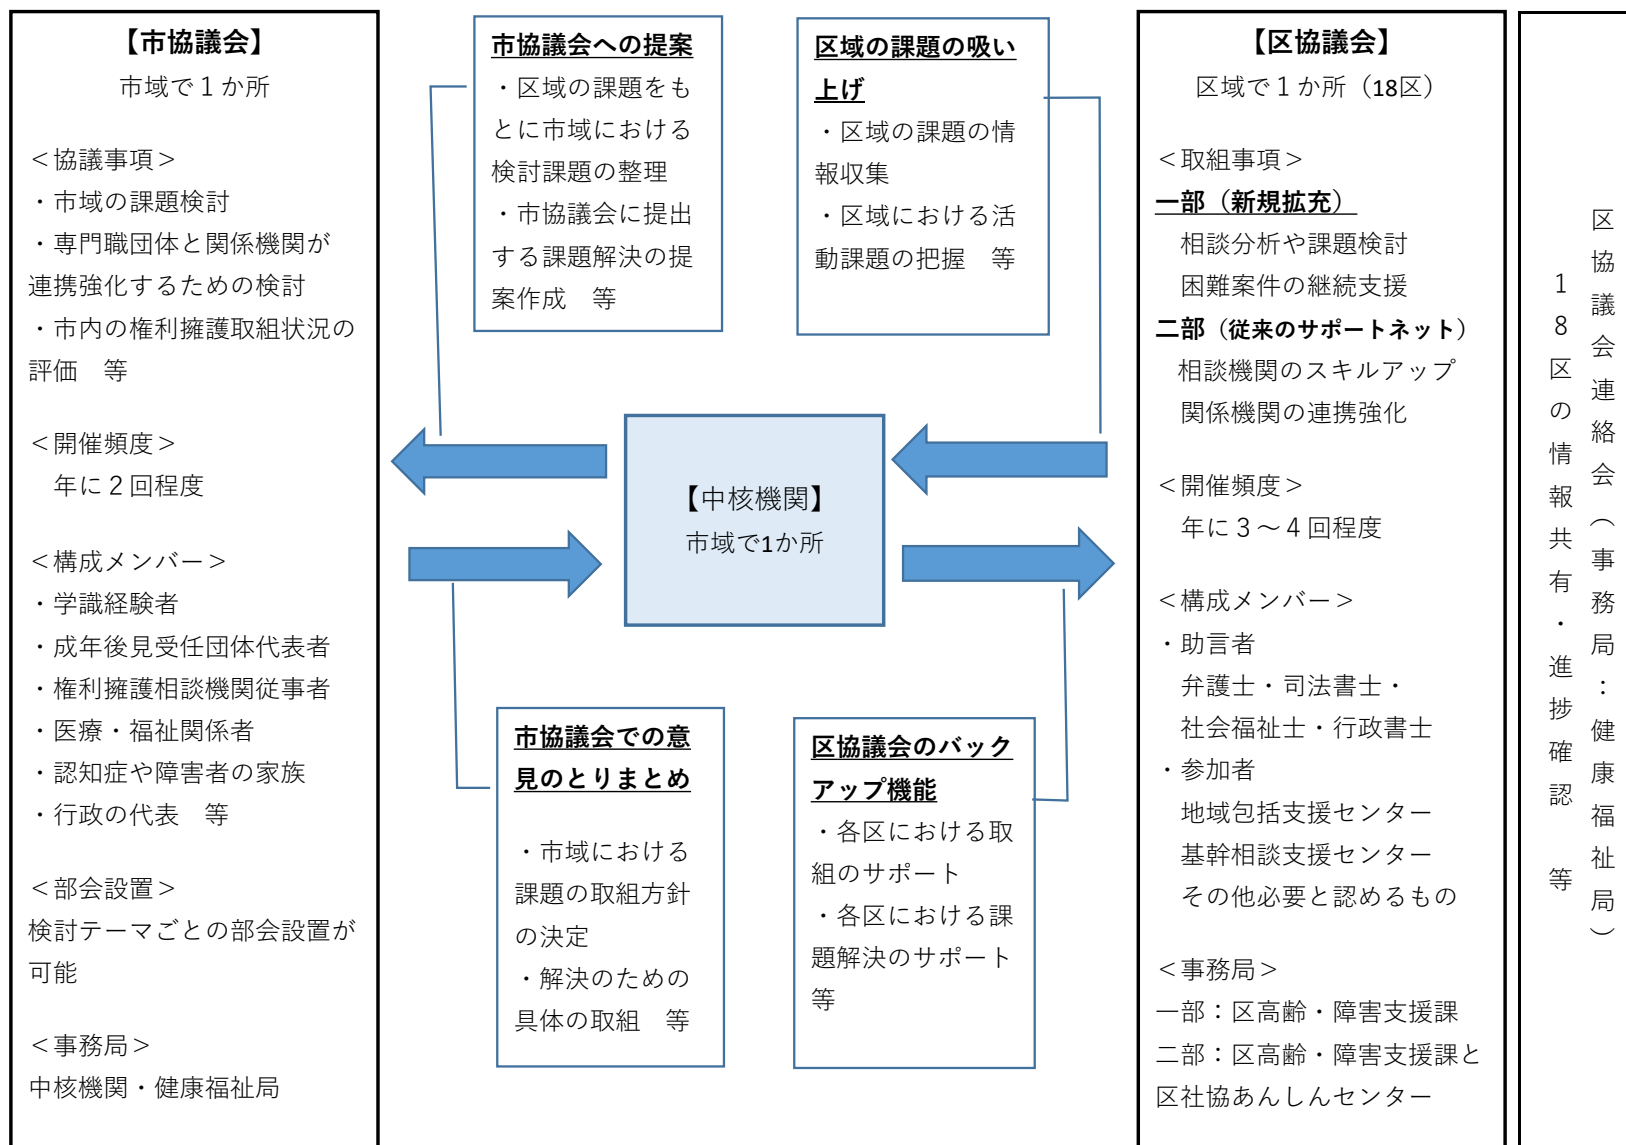 【市協議会】
市域で１か所
＜協議事項＞
・市域の課題検討
・専門職団体と関係機関が
連携強化するための検討
・市内の権利擁護取組状況の
評価　等
＜開催頻度＞
年に２回程度
＜構成メンバー＞
・学識経験者
・成年後見受任団体代表者
・権利擁護相談機関従事者
・医療・福祉関係者
・認知症や障害者の家族
・行政の代表　等
＜部会設置＞
検討テーマごとの部会設置が
可能
＜事務局＞
中核機関・健康福祉局
市協議会への提案
・区域の課題をも
とに市域における
検討課題の整理
・市協議会に提出
する課題解決の提
案作成　等
区域の課題の吸い
上げ
・区域の課題の情
報収集
・区域における活
動課題の把握　等
【中核機関】
市域で1か所
市協議会での意
見のとりまとめ
・市域における
課題の取組方針
の決定
・解決のための
具体の取組　等
区協議会のバック
アップ機能
・各区における取
組のサポート
・各区における課
題解決のサポート
等
【区協議会】
区域で１か所（18区）
＜取組事項＞
一部（新規拡充）
相談分析や課題検討
困難案件の継続支援
二部（従来のサポートネット）
相談機関のスキルアップ
関係機関の連携強化
＜開催頻度＞
年に３～４回程度
＜構成メンバー＞
・助言者
弁護士・司法書士・
社会福祉士・行政書士
・参加者
地域包括支援センター
基幹相談支援センター
その他必要と認めるもの
＜事務局＞
一部：区高齢・障害支援課
二部：区高齢・障害支援課と
区社協あんしんセンター
区協議会連絡会（事務局：健康福祉局）
１８区の情報共有・進捗確認　等